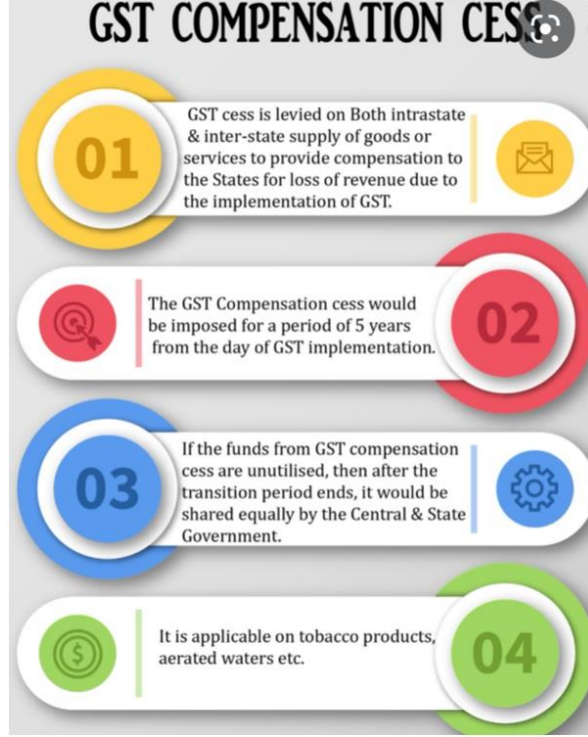 GST COMPENSATION CESS
01
GST cess is levied on Both intrastate
& inter-state supply of goods or
services to provide compensation to
the States for loss of revenue due to
the implementation of GST.
The GST Compensation cess would
be imposed for a period of 5 years
from the day of GST implementation.
02
03
If the funds from GST compensation
cess are unutilised, then after the
transition period ends, it would be
shared equally by the Central & State
Government.
$
It is applicable on tobacco products,
aerated waters etc.
04